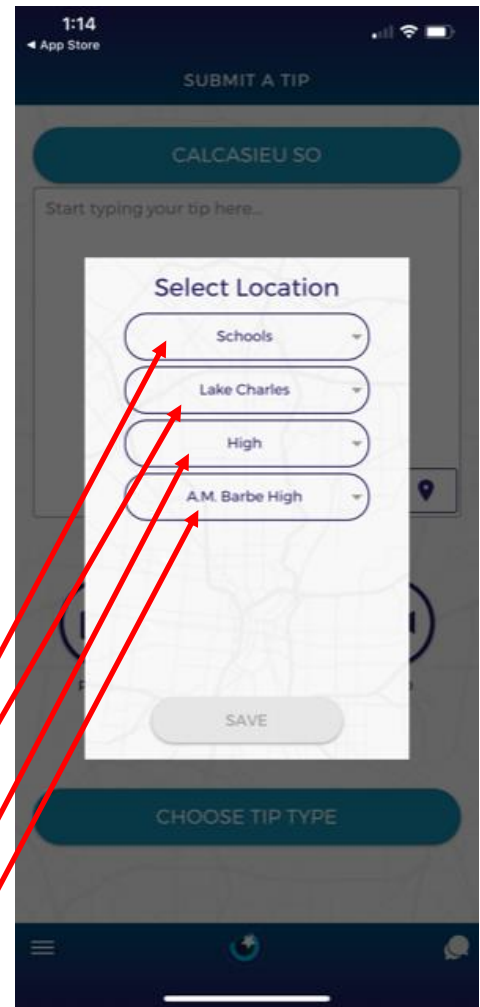 1:14
◄ App Store
SUBMIT A TIP
CALCASIEU SO
Start typing your tip here...
Select Location
Schools
Lake Charles
High
A.M. Barbe High
SAVE
CHOOSE TIP TYPE